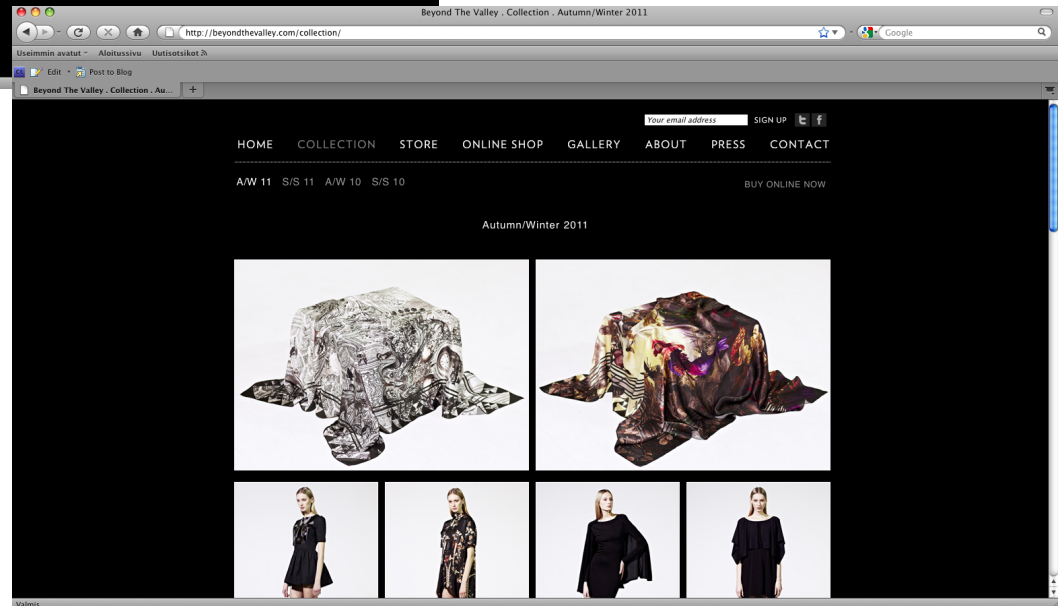 Beyond The Valley . Collection . Autumn/Winter 2011
http://beyondthevalley.com/collection/
Google
Useimmin avatut
Aloitussivu
Uutisotsikot
Edit
Post to Blog
Beyond The Valley . Collection . Au...
Your email address
SIGN UP
HOME COLLECTION STORE ONLINE SHOP GALLERY ABOUT PRESS CONTACT
A/W 11 S/S 11 A/W 10 S/S 10
BUY ONLINE NOW
Autumn/Winter 2011
Valmis